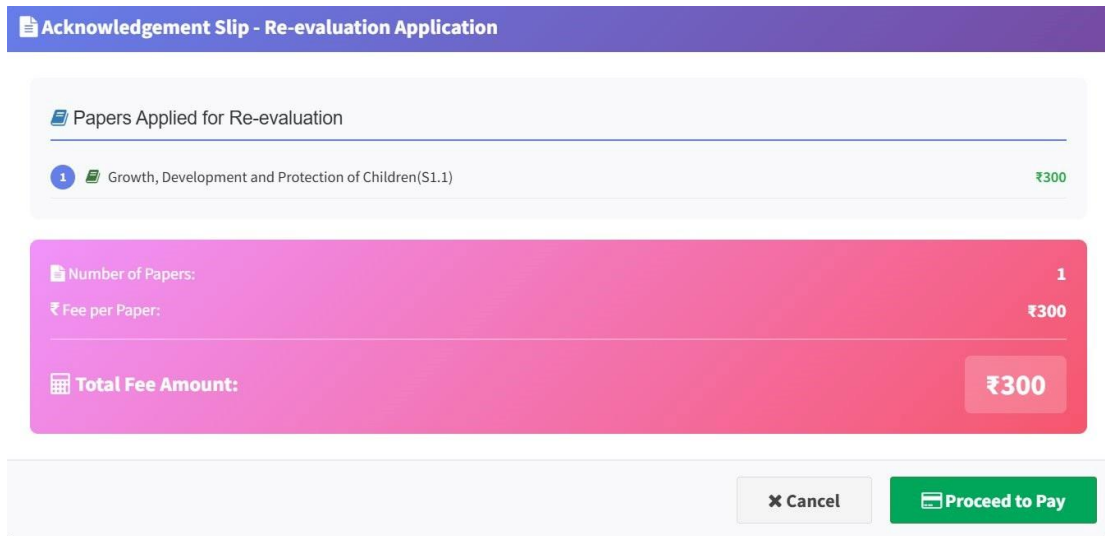 Acknowledgement Slip - Re-evaluation Application
Papers Applied for Re-evaluation
1 Growth, Development and Protection of Children(S1.1) ₹300
Number of Papers: 1
₹ Fee per Paper: ₹300
Total Fee Amount: ₹300
✖ Cancel Proceed to Pay